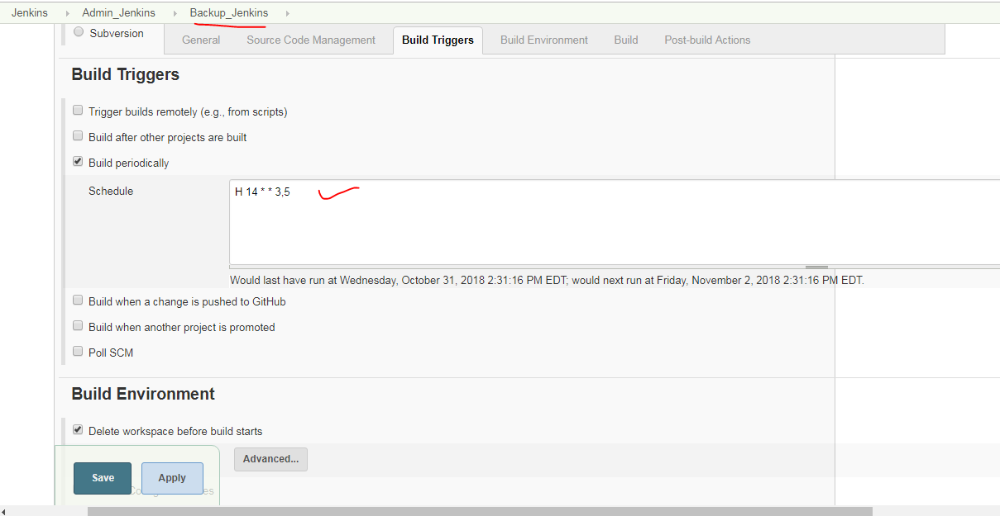 Jenkins Admin_Jenkins Backup_Jenkins
Subversion
General Source Code Management Build Triggers Build Environment Build Post-build Actions
Build Triggers
Trigger builds remotely (e.g., from scripts)
Build after other projects are built
Build periodically
Schedule
H 14 * * 3,5
Would last have run at Wednesday, October 31, 2018 2:31:16 PM EDT; would next run at Friday, November 2, 2018 2:31:16 PM EDT.
Build when a change is pushed to GitHub
Build when another project is promoted
Poll SCM
Build Environment
Delete workspace before build starts
Advanced...
Save Apply